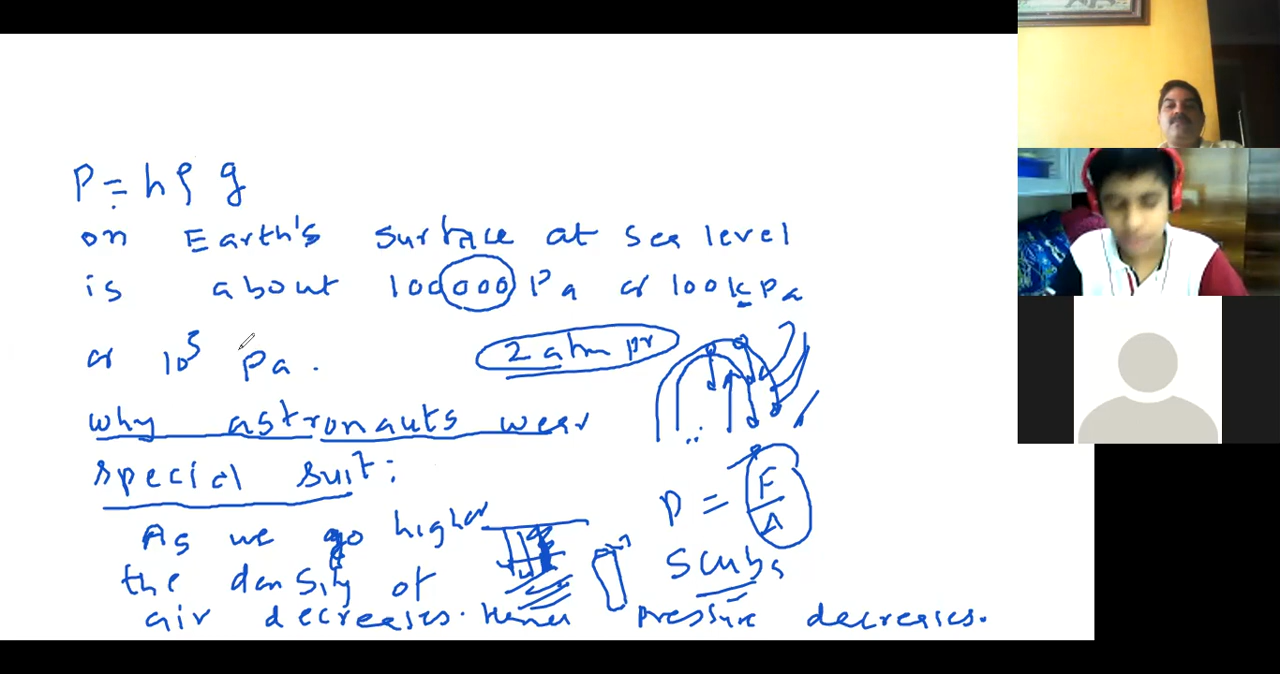 P = hρg
on Earth's surface at sea level
is about 100000 Pa or 100kPa
or 10⁵ Pa.
2 atm pr
why astronauts wear
special suit:
P = F/A
As we go higher
the density of
scuba
air decreases. Hence pressure decreases.